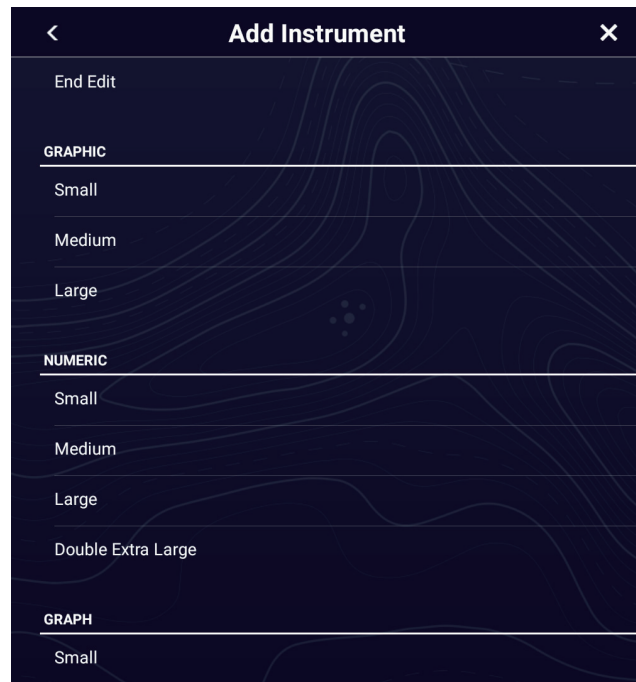 Add Instrument
End Edit
GRAPHIC
Small
Medium
Large
NUMERIC
Small
Medium
Large
Double Extra Large
GRAPH
Small